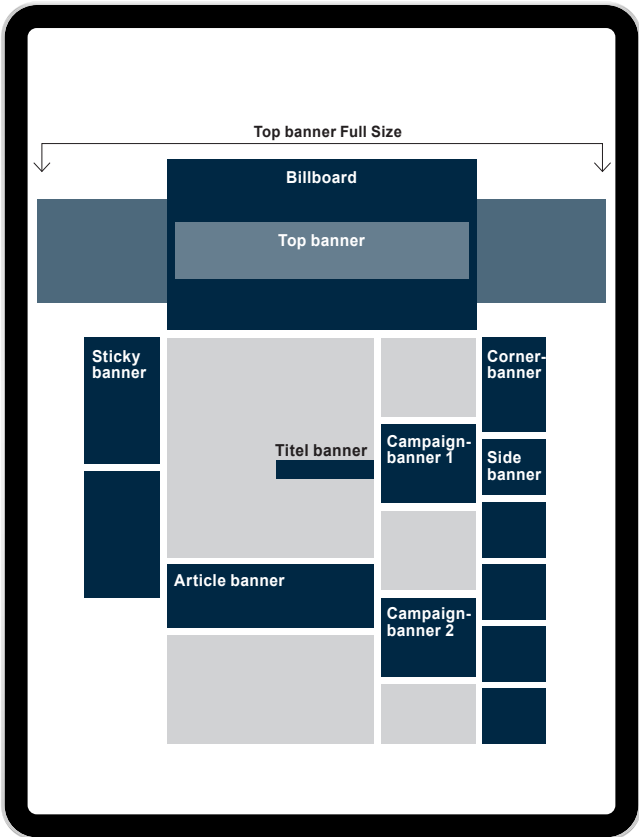 Top banner Full Size
Billboard
Top banner
Sticky
banner
Corner-
banner
Titel banner
Campaign-
banner 1
Side
banner
Article banner
Campaign-
banner 2